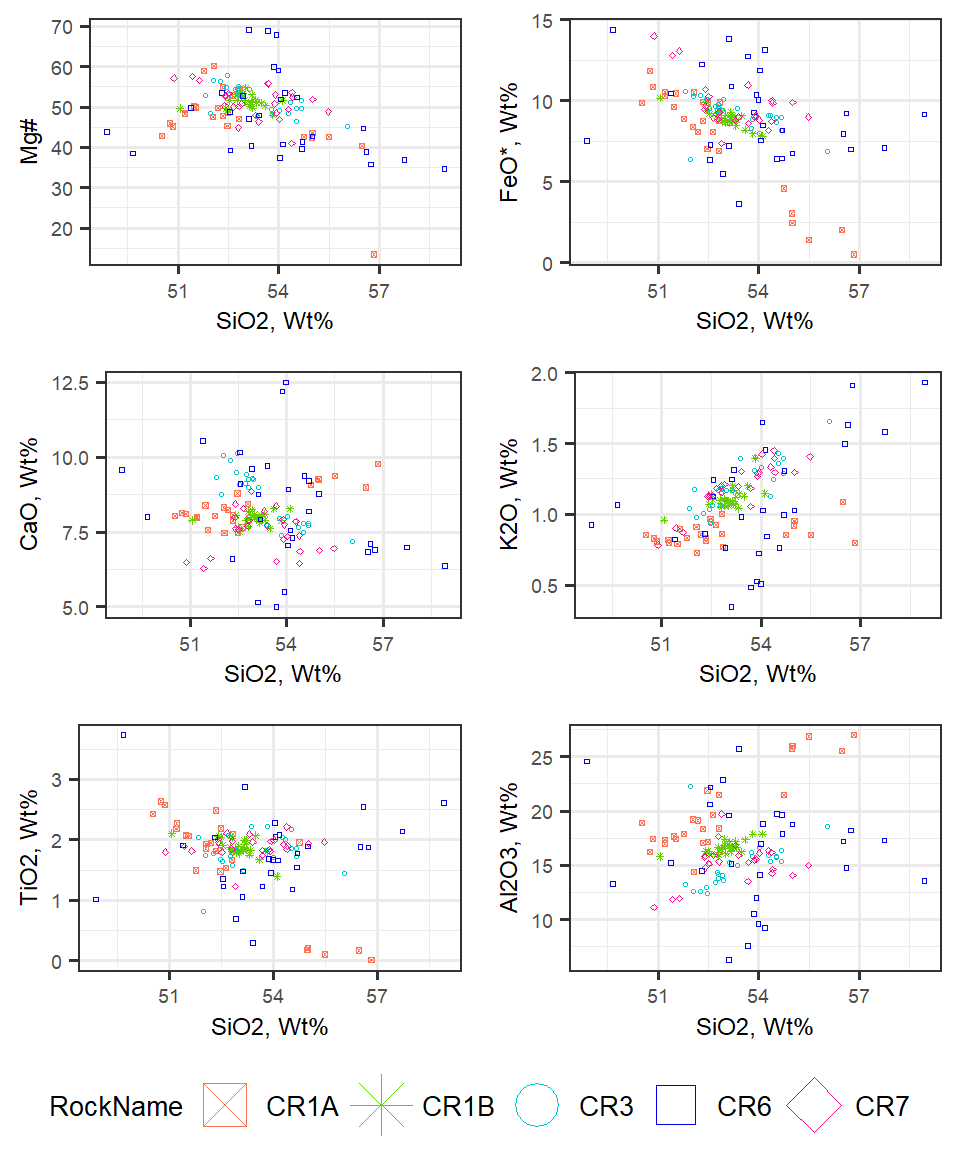 Mg#
70
60
50
40
30
20
51 54 57
SiO2, Wt%
FeO*, Wt%
15
10
5
0
51 54 57
SiO2, Wt%
CaO, Wt%
12.5
10.0
7.5
5.0
51 54 57
SiO2, Wt%
K2O, Wt%
2.0
1.5
1.0
0.5
51 54 57
SiO2, Wt%
TiO2, Wt%
3
2
1
0
51 54 57
SiO2, Wt%
Al2O3, Wt%
25
20
15
10
51 54 57
SiO2, Wt%
RockName CR1A CR1B CR3 CR6 CR7